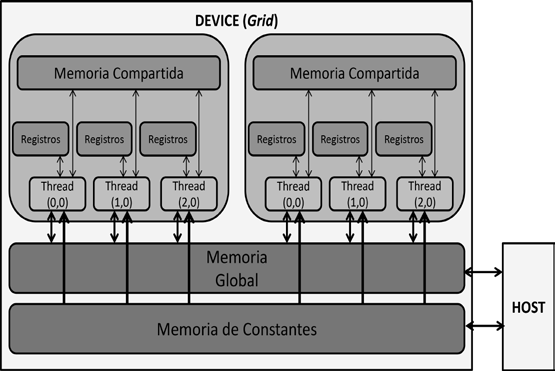 DEVICE (Grid)
Memoria Compartida
Memoria Compartida
Registros
Registros
Registros
Registros
Registros
Registros
Thread
(0,0)
Thread
(1,0)
Thread
(2,0)
Thread
(0,0)
Thread
(1,0)
Thread
(2,0)
Memoria
Global
HOST
Memoria de Constantes